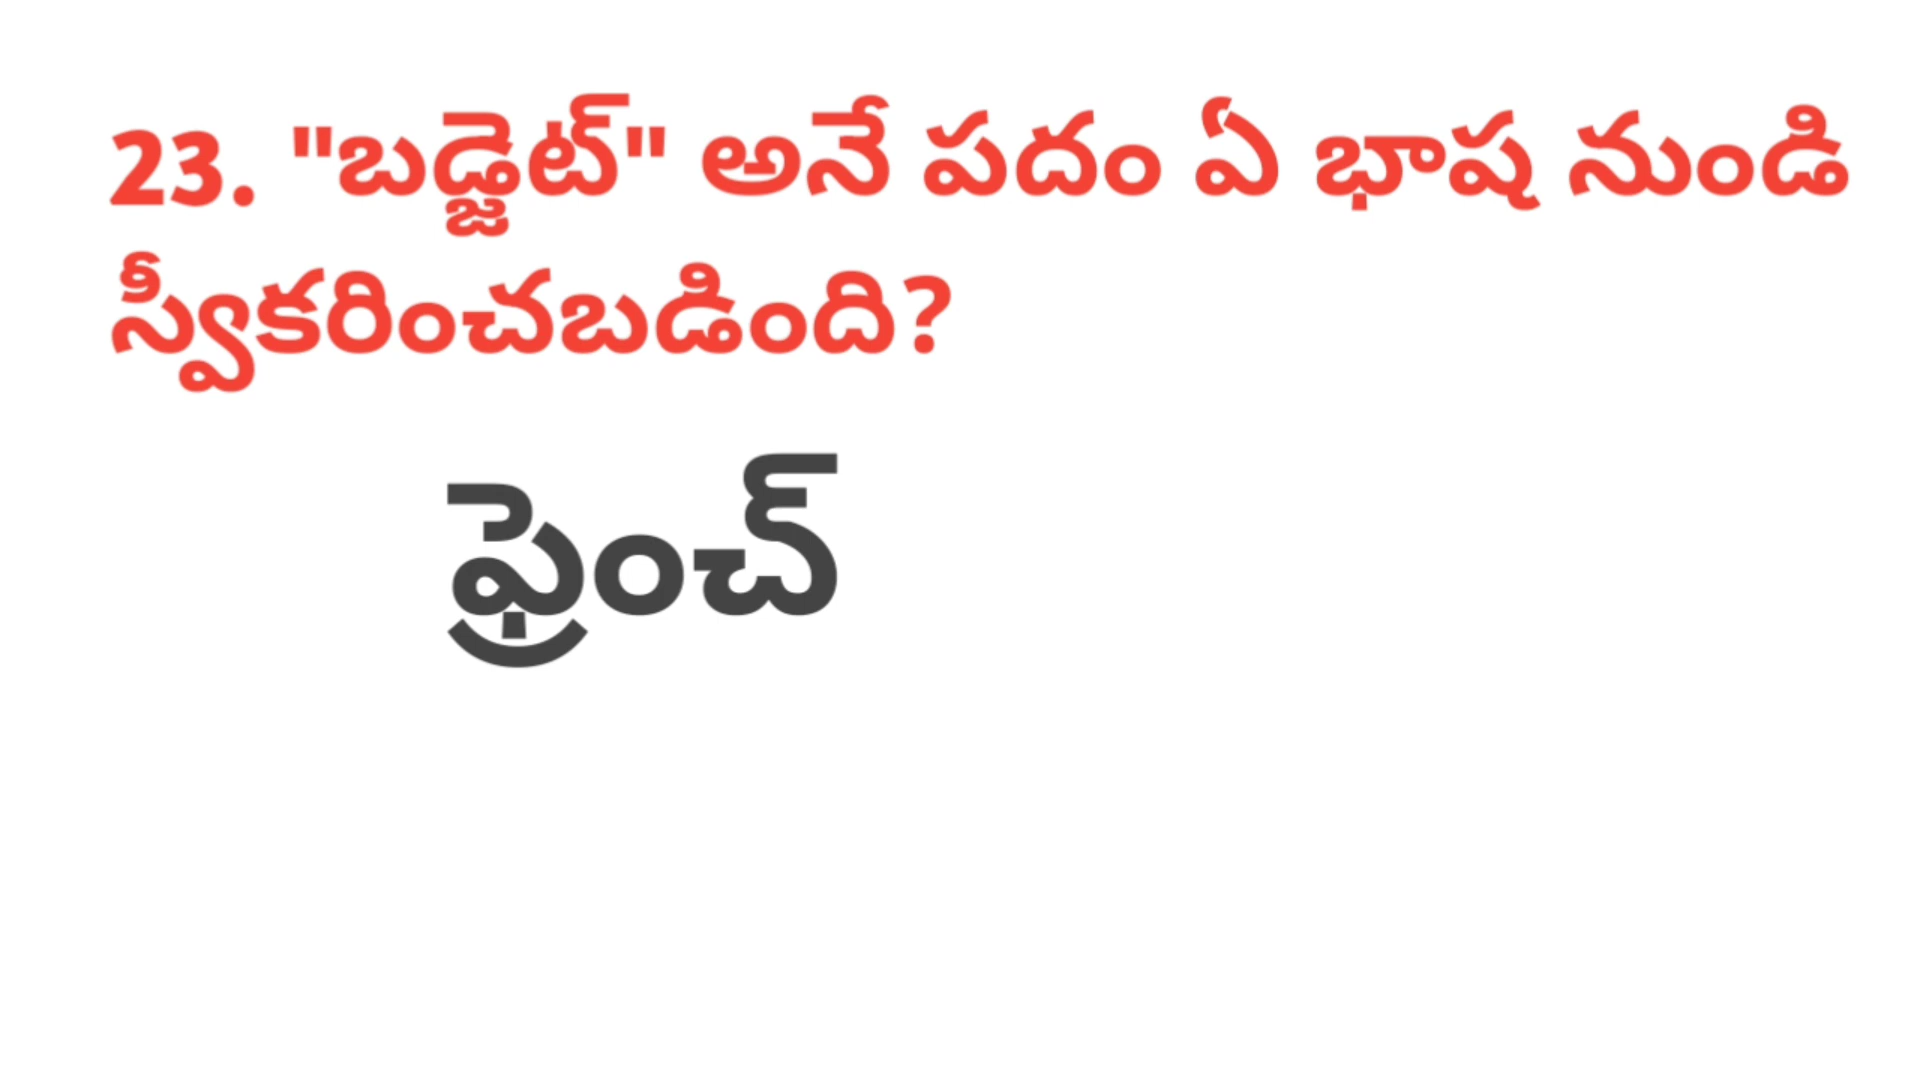 23. "బడ్జెట్" అనే పదం ఏ భాష నుండి
స్వీకరించబడింది?
ఫ్రెంచ్